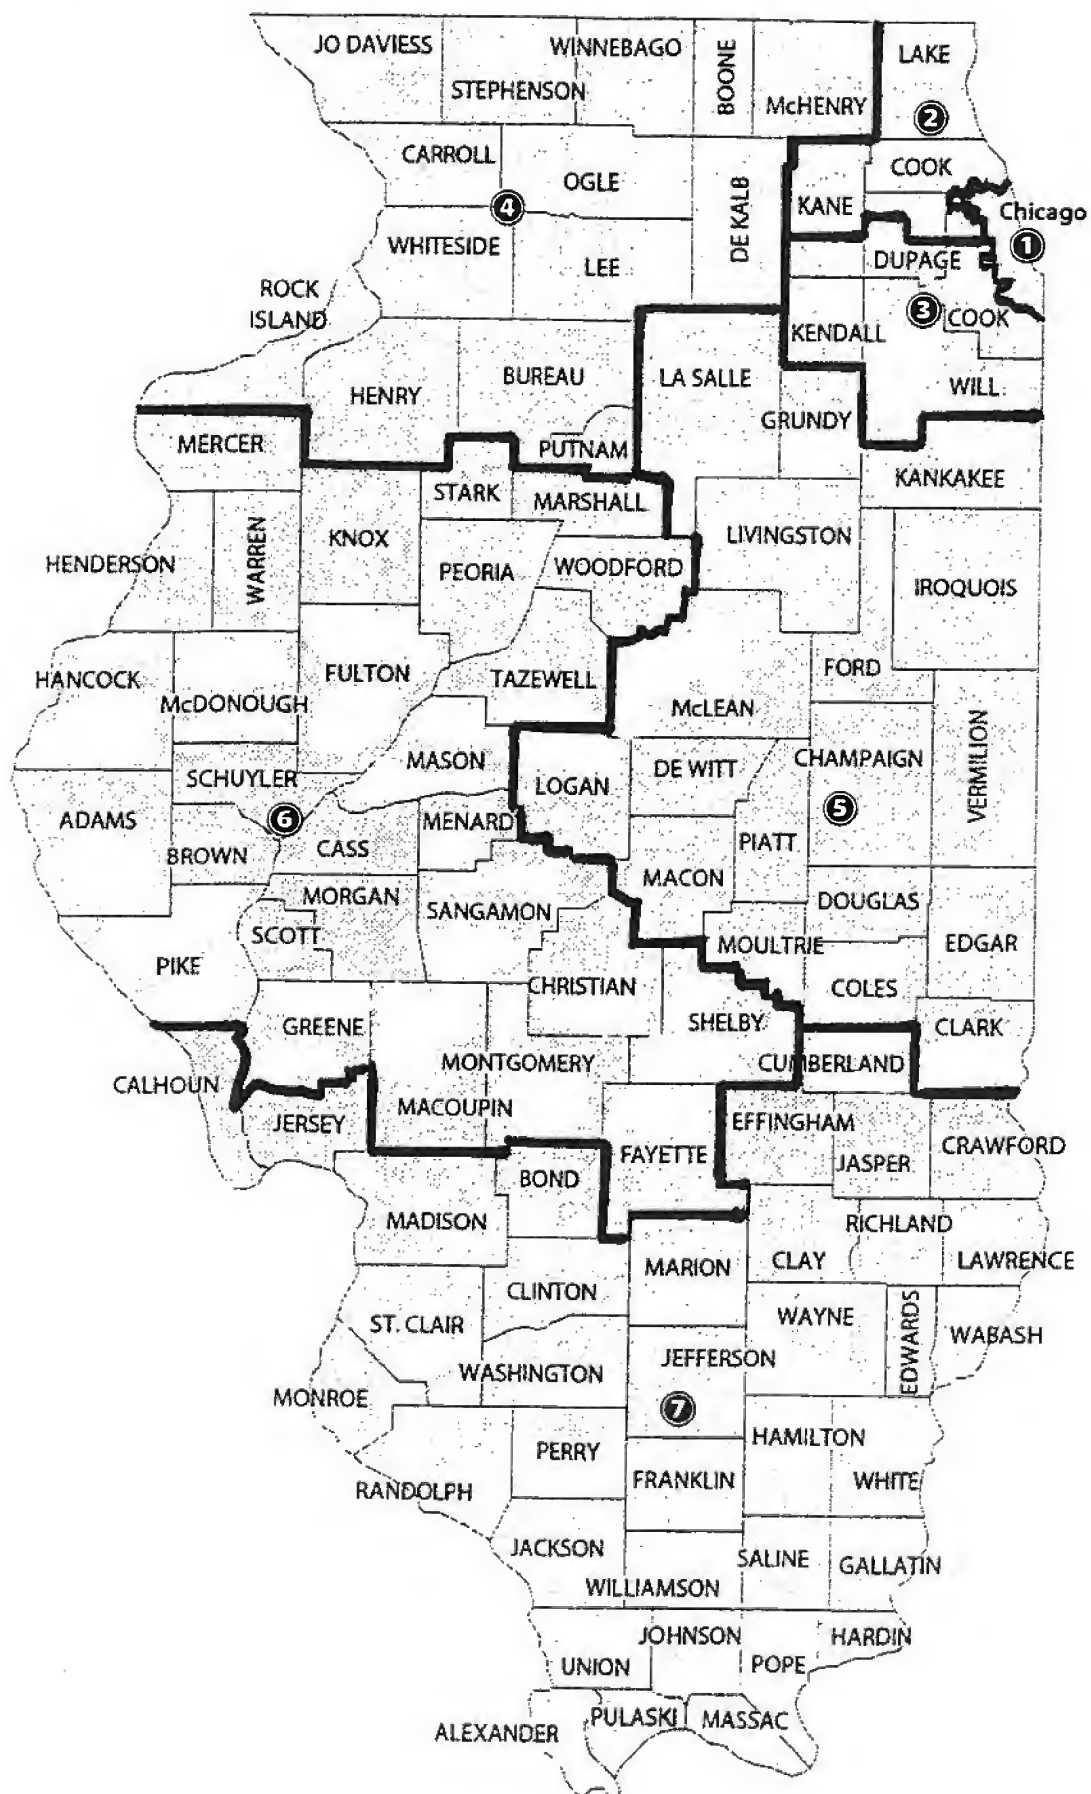 JO DAVIESS
WINNEBAGO
BOONE
LAKE
STEPHENSON
McHENRY
2
CARROLL
OGLE
DE KALB
COOK
KANE
4
Chicago
WHITESIDE
LEE
DUPAGE
1
ROCK
ISLAND
KENDALL
3
COOK
HENRY
BUREAU
LA SALLE
WILL
GRUNDY
MERCER
PUTNAM
STARK
MARSHALL
KANKAKEE
KNOX
LIVINGSTON
HENDERSON
WARREN
PEORIA
WOODFORD
IROQUOIS
HANCOCK
McDONOUGH
FULTON
TAZEWELL
FORD
McLEAN
VERMILION
SCHUYLER
MASON
LOGAN
DE WITT
CHAMPAIGN
ADAMS
6
MENARD
5
BROWN
CASS
PIATT
MORGAN
MACON
SCOTT
SANGAMON
DOUGLAS
PIKE
MOULTRIE
EDGAR
CHRISTIAN
COLES
GREENE
SHELBY
CLARK
CALHOUN
MONTGOMERY
CUMBERLAND
MACOUPIN
JERSEY
EFFINGHAM
FAYETTE
JASPER
CRAWFORD
BOND
MADISON
RICHLAND
MARION
CLAY
LAWRENCE
CLINTON
ST. CLAIR
WAYNE
EDWARDS
WABASH
WASHINGTON
JEFFERSON
MONROE
7
PERRY
HAMILTON
RANDOLPH
FRANKLIN
WHITE
JACKSON
SALINE
GALLATIN
WILLIAMSON
JOHNSON
HARDIN
UNION
POPE
ALEXANDER
PULASKI
MASSAC